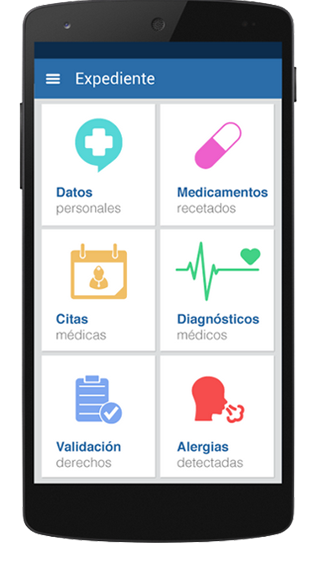 Expediente
Datos
personales
Medicamentos
recetados
Citas
médicas
Diagnósticos
médicos
Validación
derechos
Alergias
detectadas